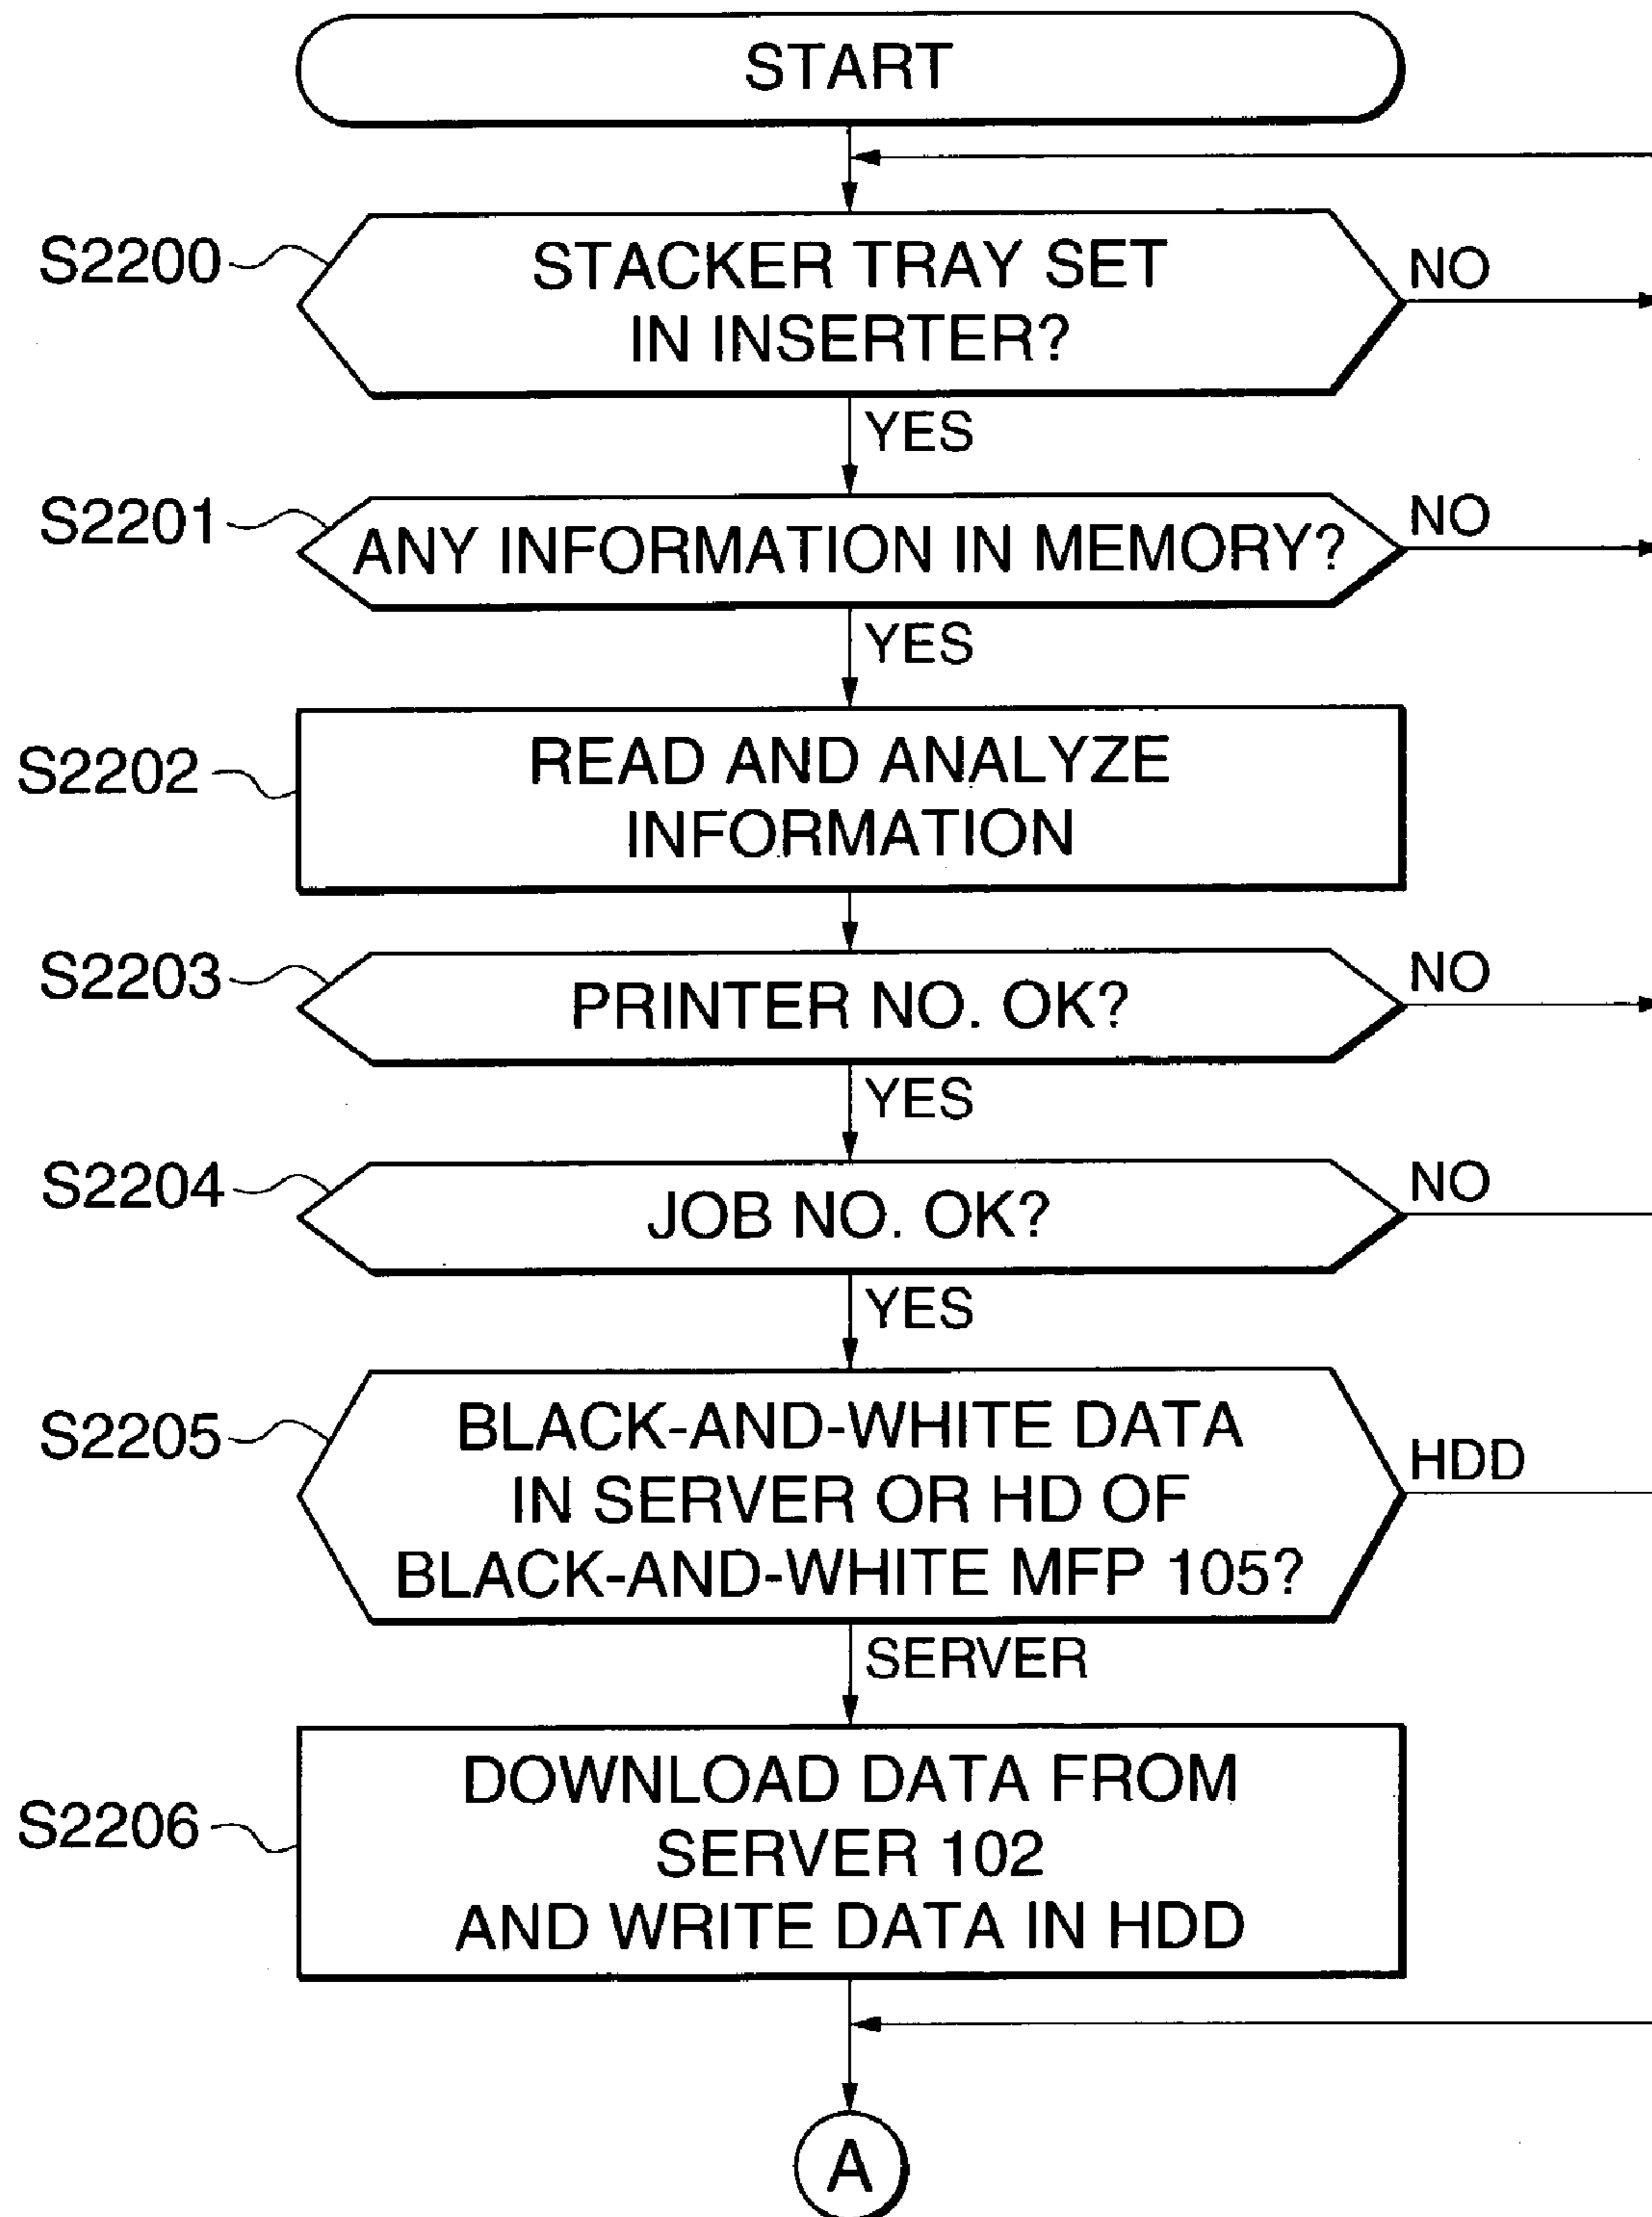 START
S2200
STACKER TRAY SET
IN INSERTER?
NO
YES
S2201
ANY INFORMATION IN MEMORY?
NO
YES
S2202
READ AND ANALYZE
INFORMATION
S2203
PRINTER NO. OK?
NO
YES
S2204
JOB NO. OK?
NO
YES
S2205
BLACK-AND-WHITE DATA
IN SERVER OR HD OF
BLACK-AND-WHITE MFP 105?
HDD
SERVER
S2206
DOWNLOAD DATA FROM
SERVER 102
AND WRITE DATA IN HDD
A